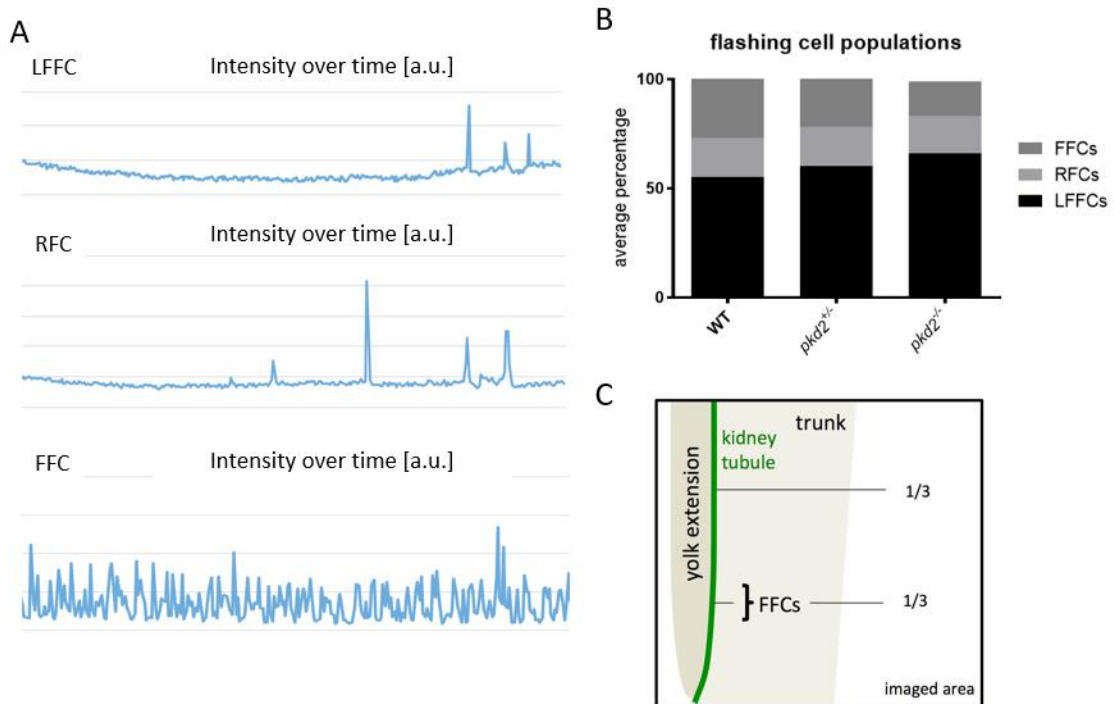 A
LFFC
Intensity over time [a.u.]
RFC
Intensity over time [a.u.]
FFC
Intensity over time [a.u.]
B
flashing cell populations
average percentage
100
50
0
WT
pkd2+/-
pkd2-/-
FFCs
RFCs
LFFCs
C
trunk
kidney
tubule
yolk extension
1/3
FFCs
1/3
imaged area